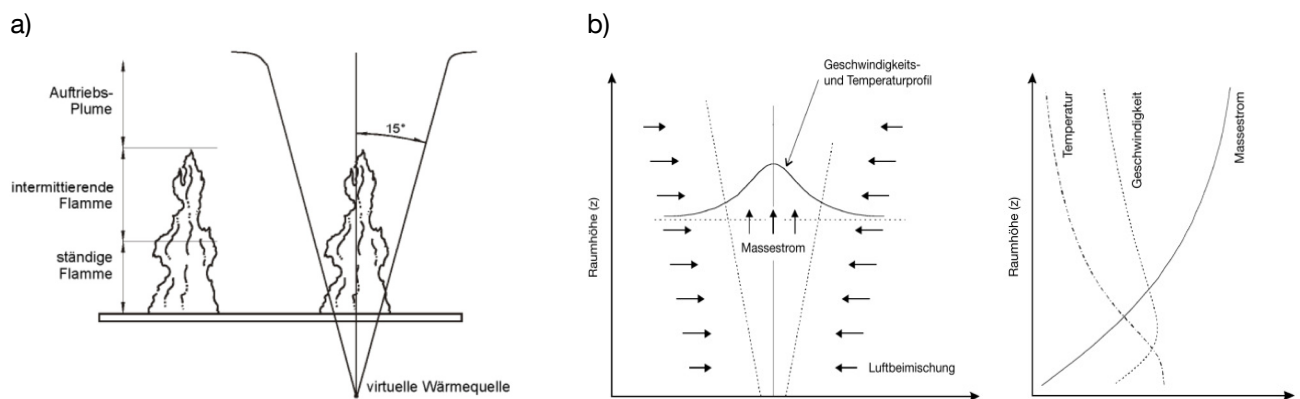 a)
Auftriebs-
Plume
15°
intermittierende
Flamme
ständige
Flamme
virtuelle Wärmequelle
b)
Geschwindigkeits-
und Temperaturprofil
Raumhöhe (z)
Massestrom
Luftbeimischung
Raumhöhe (z)
Temperatur
Geschwindigkeit
Massestrom